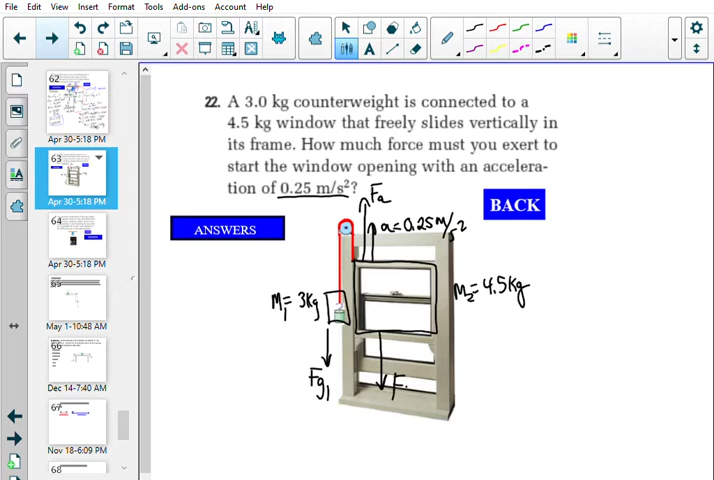 File Edit View Insert Format Tools Add-ons Account Help
62
Apr 30-5:18 PM
63
Apr 30-5:18 PM
64
Apr 30-5:18 PM
65
May 1-10:48 AM
66
Dec 14-7:40 AM
67
Nov 18-6:09 PM
68
22. A 3.0 kg counterweight is connected to a
4.5 kg window that freely slides vertically in
its frame. How much force must you exert to
start the window opening with an accelera-
tion of 0.25 m/s²?
Fa
BACK
ANSWERS
a=0.25m/s2
M1= 3kg
M2=4.5kg
Fg1
F